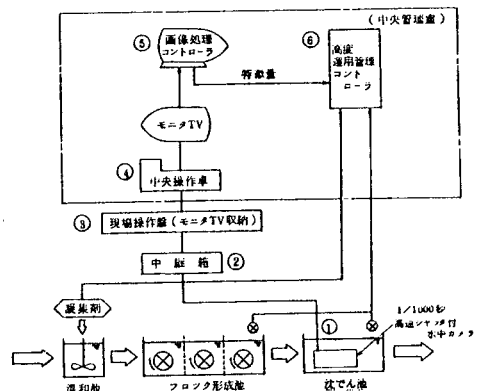 (中央管理室)
⑤
画像処理
コントローラ
⑥
高度
運用管理
コント
ローラ
特徴量
モニタTV
④
中央操作卓
③
現場操作盤(モニタTV収納)
中継箱
②
凝集剤
①
1/1000秒
高速シャッタ付
水中カメラ
混和池
フロック形成池
沈でん池